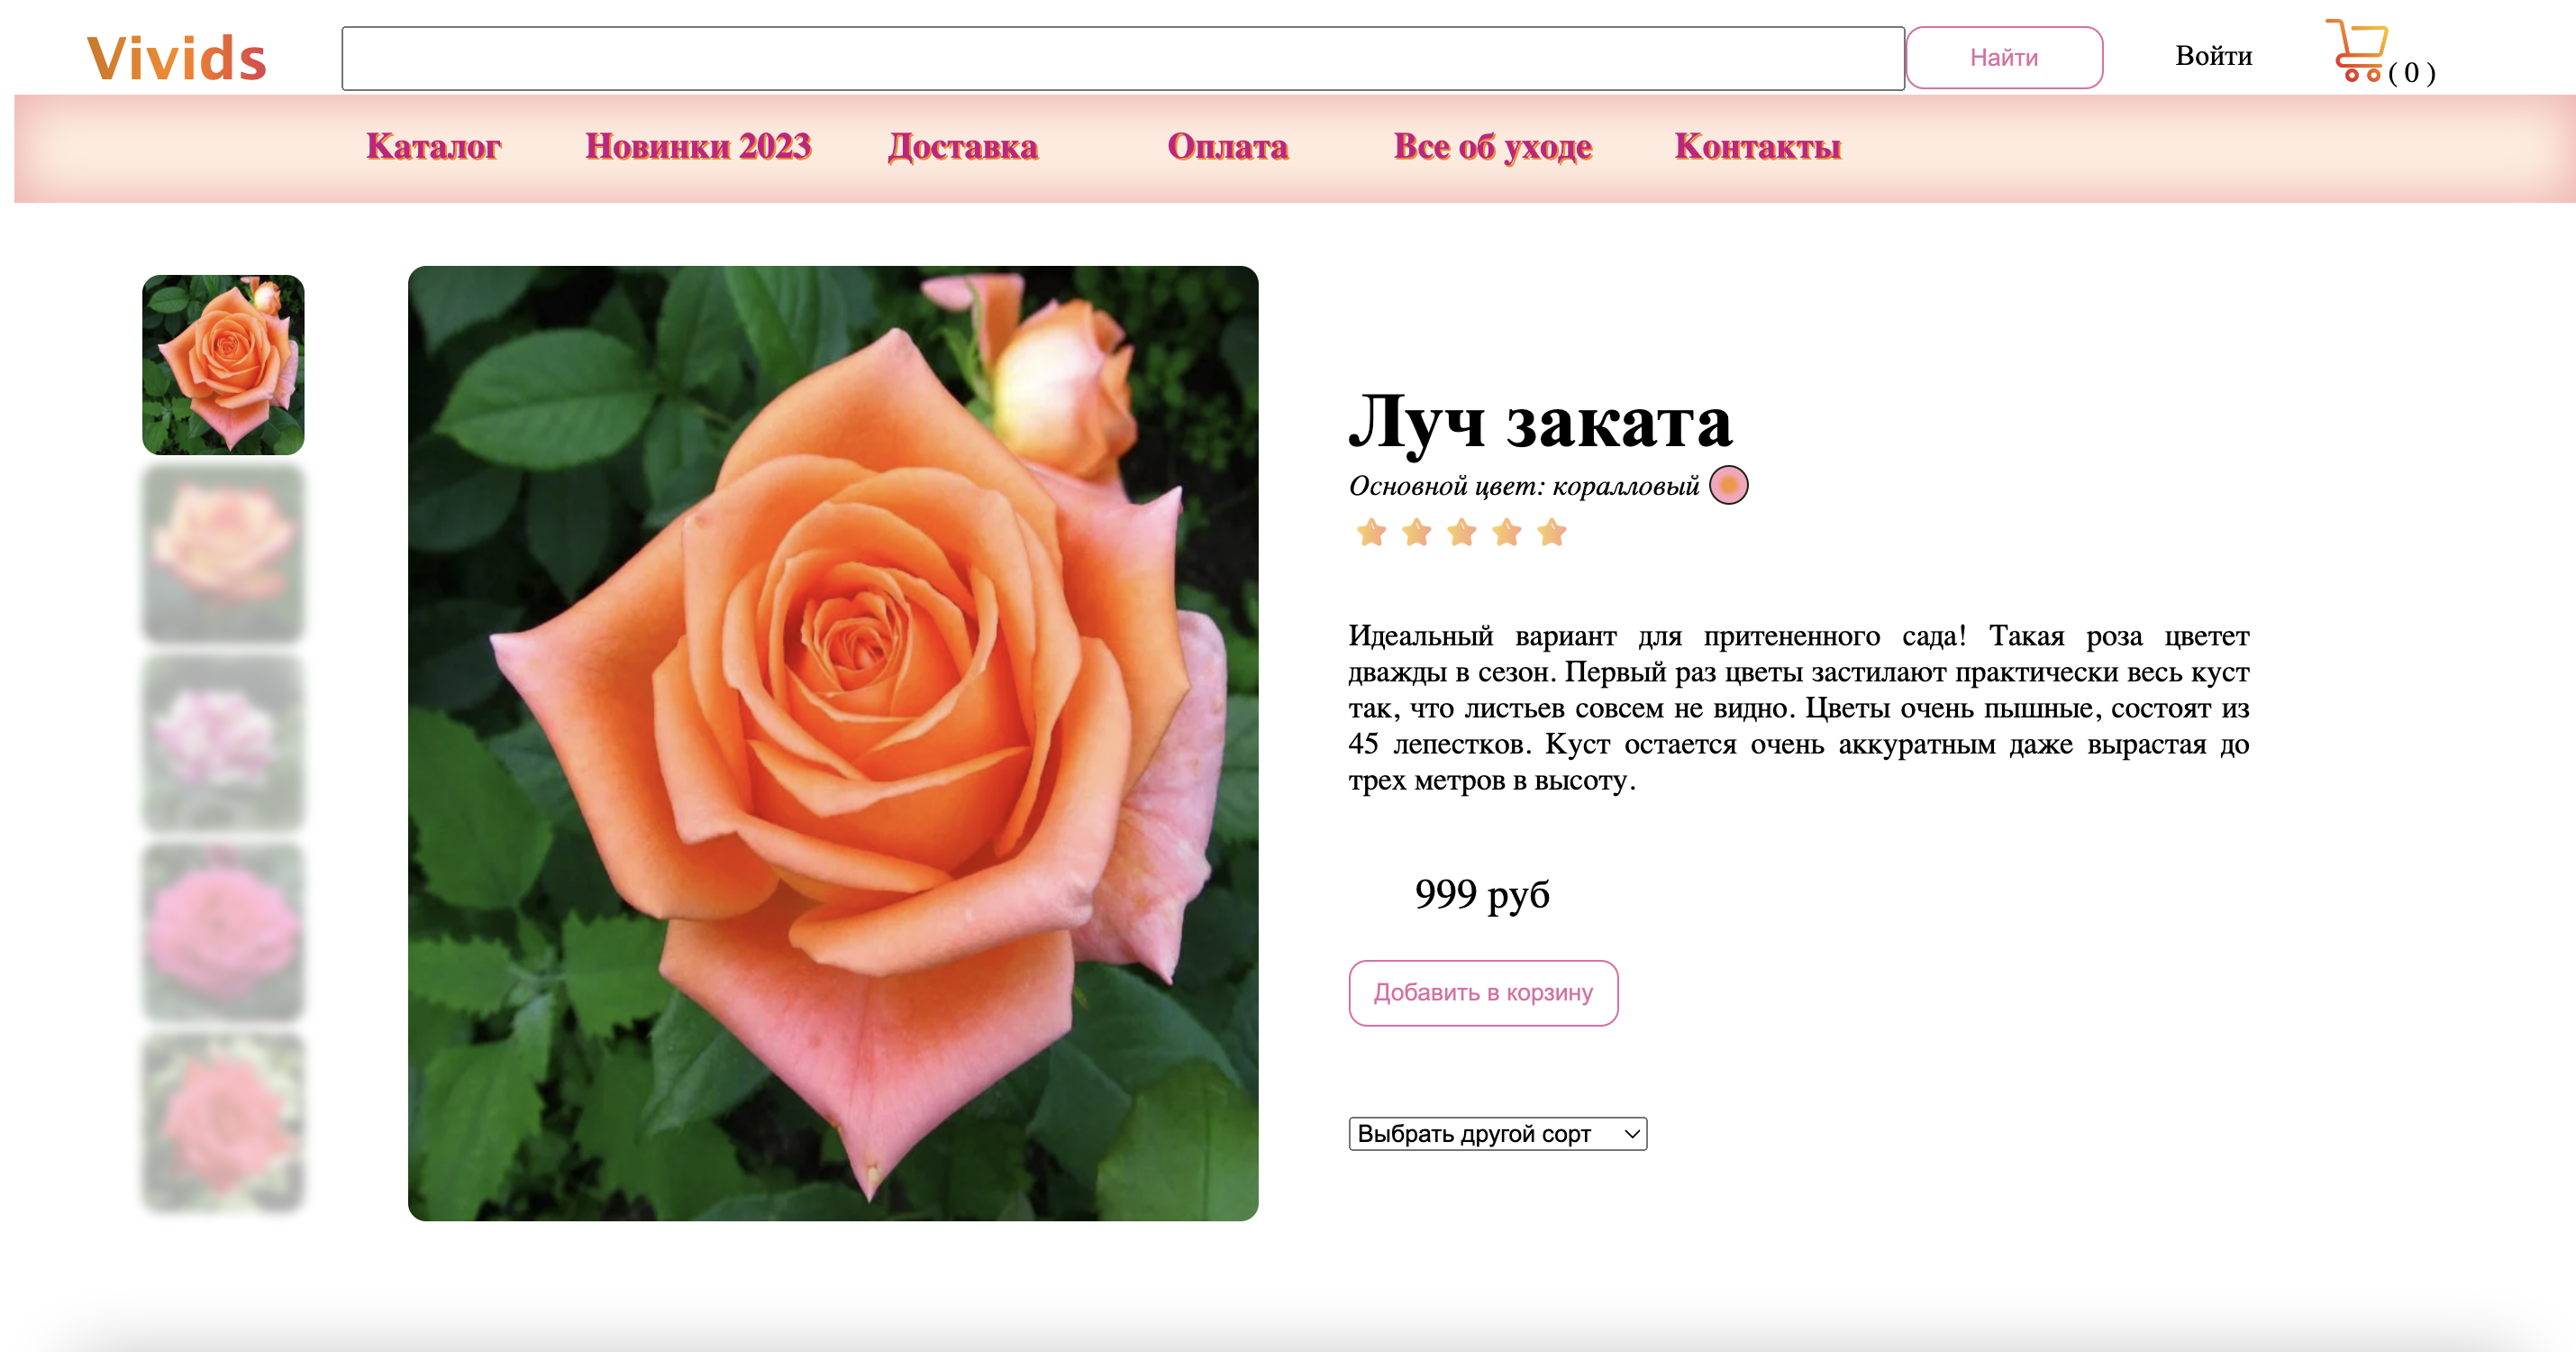 Vivids
Найти
Войти
( 0 )
Каталог
Новинки 2023
Доставка
Оплата
Все об уходе
Контакты
Луч заката
Основной цвет: коралловый
Идеальный вариант для притененного сада! Такая роза цветет
дважды в сезон. Первый раз цветы застилают практически весь куст
так, что листьев совсем не видно. Цветы очень пышные, состоят из
45 лепестков. Куст остается очень аккуратным даже вырастая до
трех метров в высоту.
999 руб
Добавить в корзину
Выбрать другой сорт